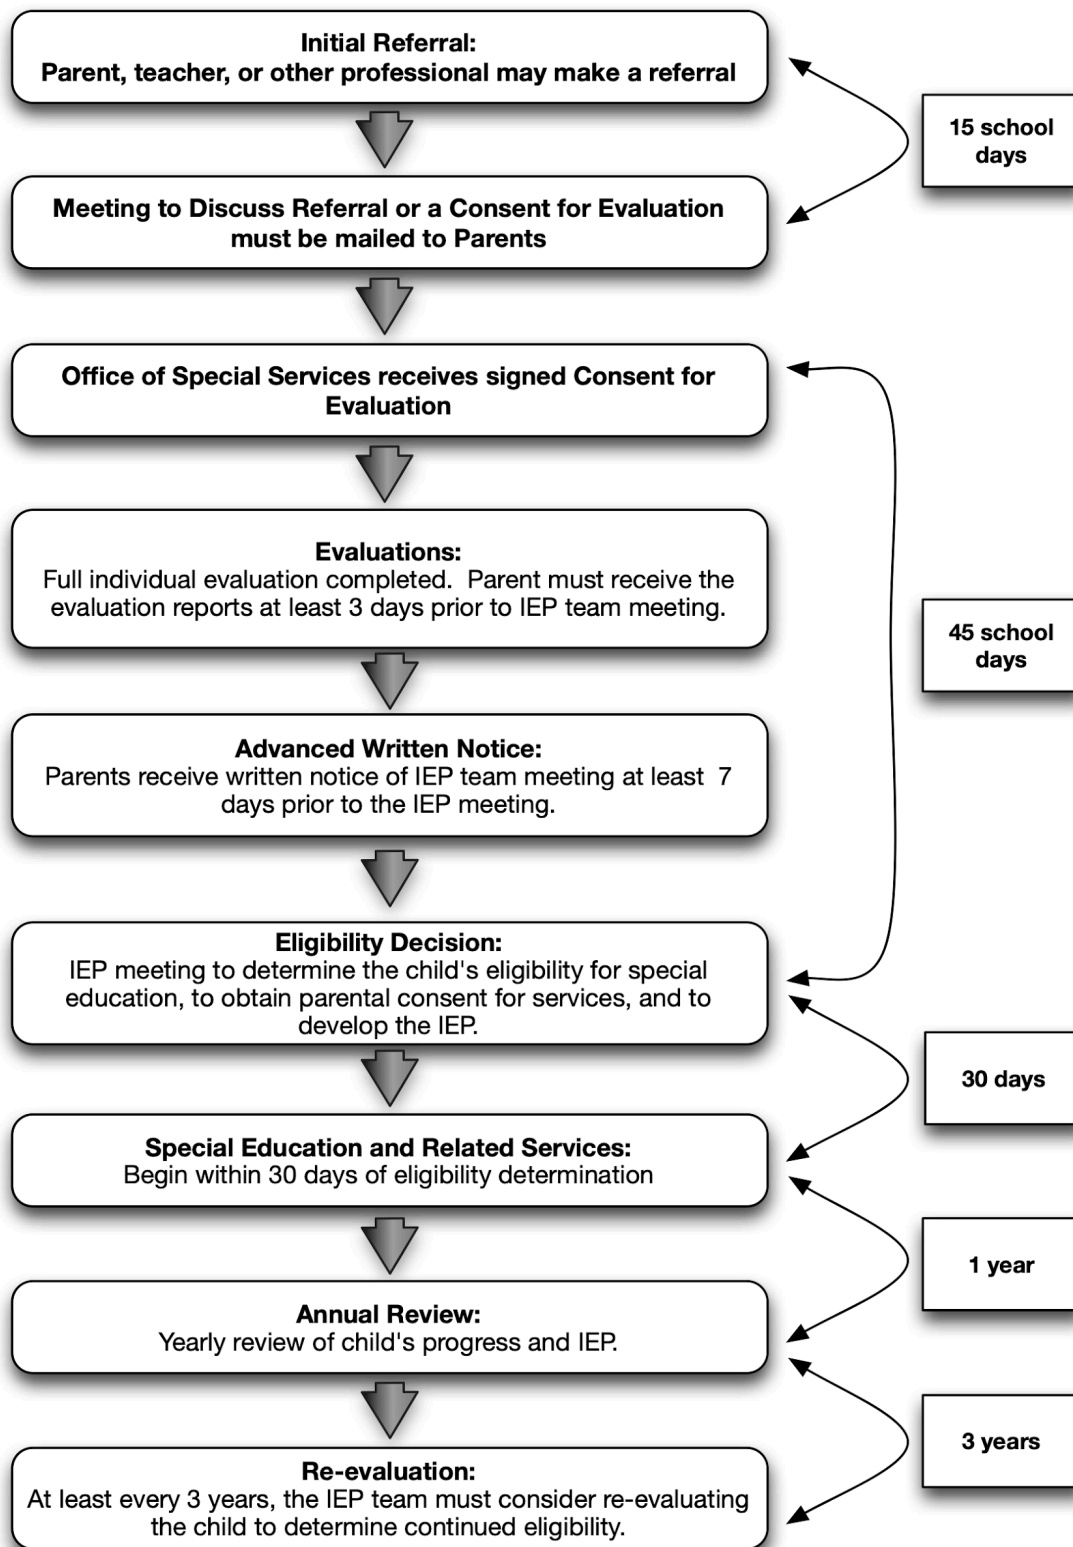 Initial Referral:
Parent, teacher, or other professional may make a referral
15 school
days
Meeting to Discuss Referral or a Consent for Evaluation
must be mailed to Parents
Office of Special Services receives signed Consent for
Evaluation
Evaluations:
Full individual evaluation completed.  Parent must receive the
evaluation reports at least 3 days prior to IEP team meeting.
45 school
days
Advanced Written Notice:
Parents receive written notice of IEP team meeting at least  7
days prior to the IEP meeting.
Eligibility Decision:
IEP meeting to determine the child's eligibility for special
education, to obtain parental consent for services, and to
develop the IEP.
30 days
Special Education and Related Services:
Begin within 30 days of eligibility determination
1 year
Annual Review:
Yearly review of child's progress and IEP.
3 years
Re-evaluation:
At least every 3 years, the IEP team must consider re-evaluating
the child to determine continued eligibility.